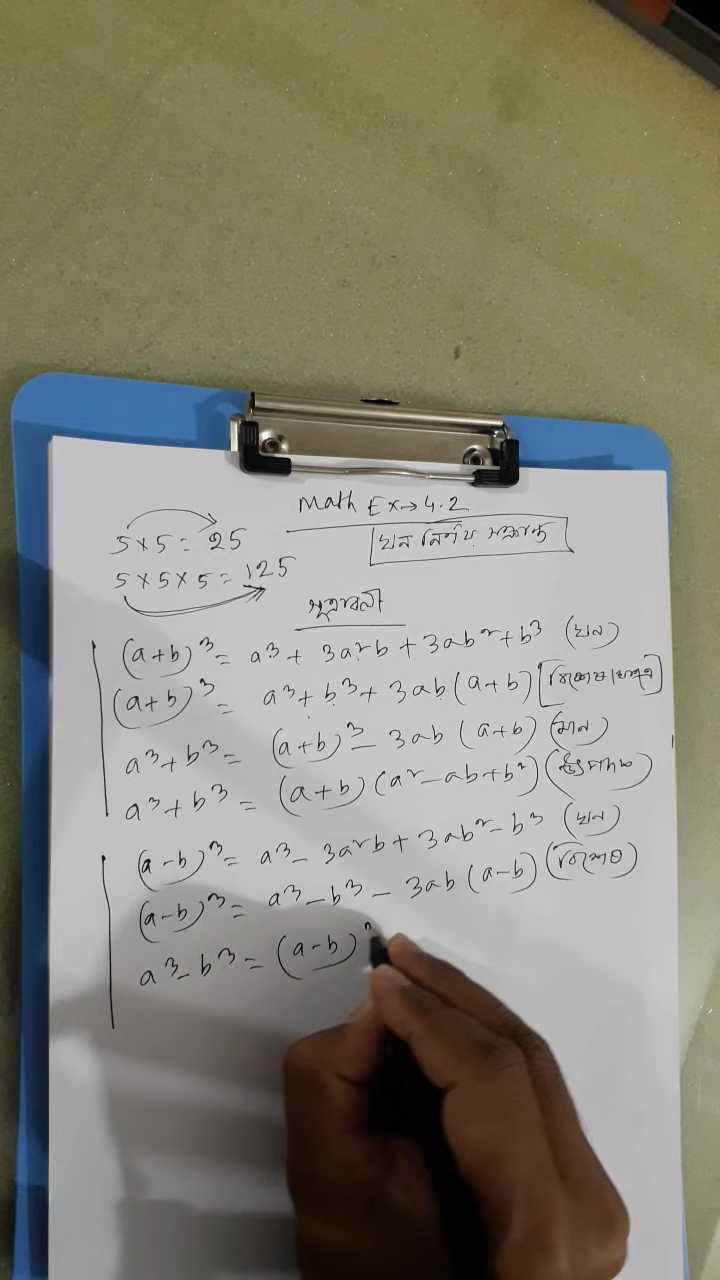 Math Ex→ 4.2
5×5 = 25
ঘন নির্ণয় সংক্রান্ত
5×5×5 = 125
সূত্রাবলী
(a+b)³ = a³ + 3a²b + 3ab² + b³ (ঘন)
(a+b)³ = a³ + b³ + 3ab (a+b)
a³+b³ = (a+b)³ – 3ab (a+b) (মান)
a³+b³ = (a+b) (a²–ab+b²)
(a–b)³ = a³ – 3a²b + 3ab² – b³ (ঘন)
(a–b)³ = a³ – b³ – 3ab (a–b) (বিশেষ)
a³–b³ = (a–b)³